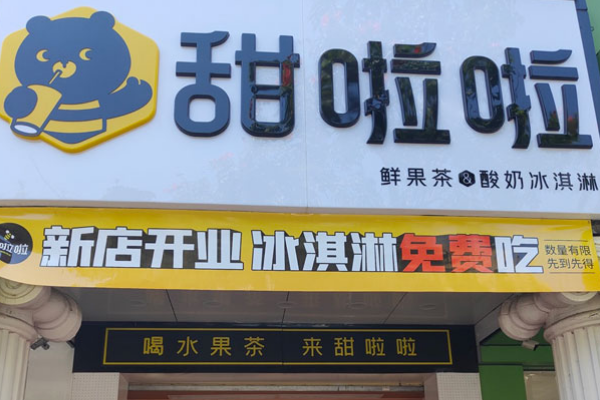 甜啦啦
鲜果茶&酸奶冰淇淋
新店开业 冰淇淋免费吃
数量有限
先到先得
喝水果茶 来甜啦啦